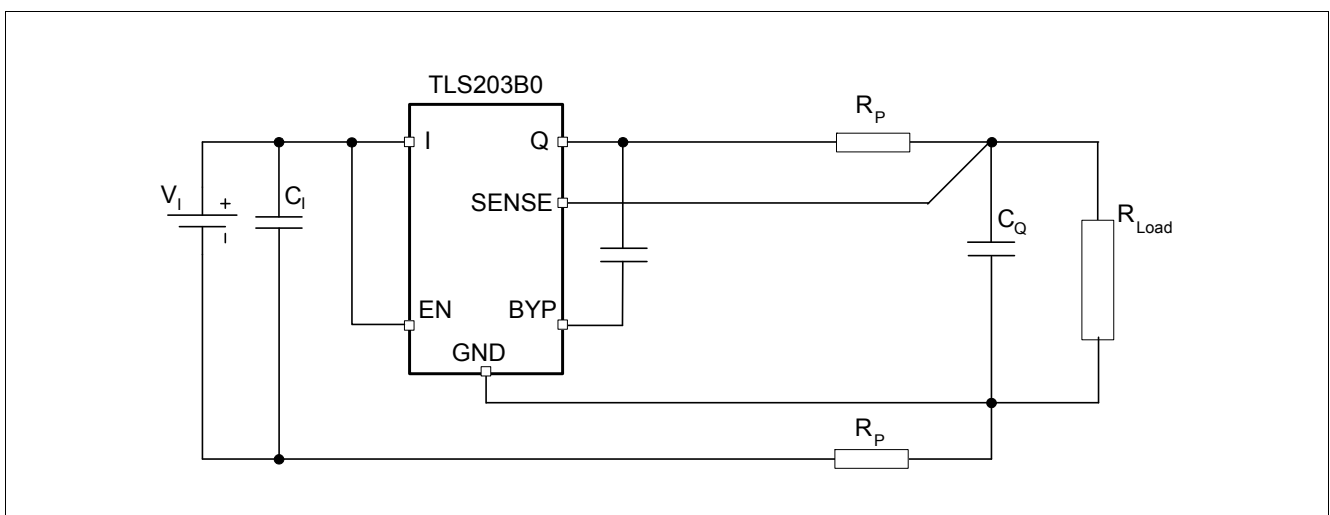 TLS203B0
R_P
I
Q
V_I
+
C_I
SENSE
C_Q
R_Load
EN
BYP
GND
R_P